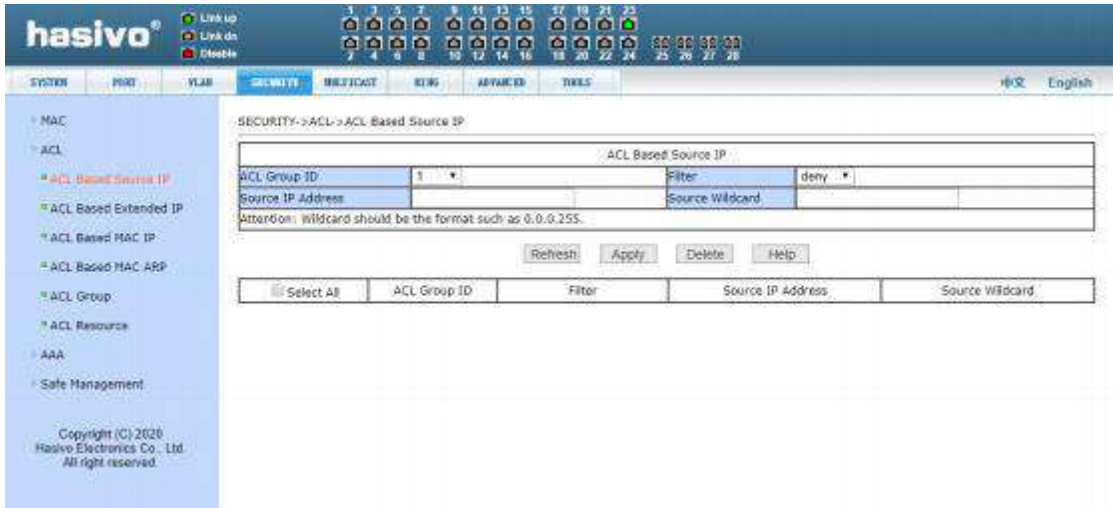 hasivo®
Link up
Link dn
Disable
1 3 5 7 9 11 13 15 17 19 21 23
2 4 6 8 10 12 14 16 18 20 22 24 25 26 27 28
SYSTEM PORT VLAN SECURITY MULTICAST RING ADVANCED TOOLS 中文 English
MAC
ACL
ACL Based Source IP
ACL Based Extended IP
ACL Based MAC IP
ACL Based MAC ARP
ACL Group
ACL Resource
AAA
Safe Management
Copyright (C) 2020
Hasivo Electronics Co., Ltd
All right reserved
SECURITY->ACL->ACL Based Source IP
ACL Based Source IP
ACL Group ID 1 Filter deny
Source IP Address Source Wildcard
Attention: Wildcard should be the format such as 0.0.0.255.
Refresh Apply Delete Help
Select All ACL Group ID Filter Source IP Address Source Wildcard